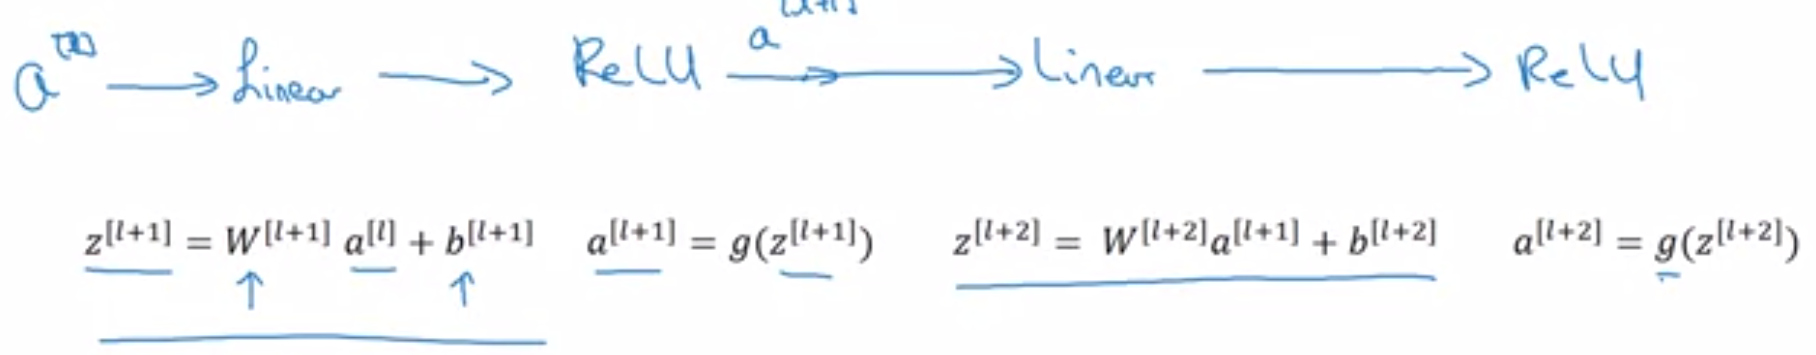 a^[l] → Linear → ReLU a^[l+1] → Linear → ReLU
z^[l+1] = W^[l+1] a^[l] + b^[l+1] a^[l+1] = g(z^[l+1]) z^[l+2] = W^[l+2]a^[l+1] + b^[l+2] a^[l+2] = g(z^[l+2])